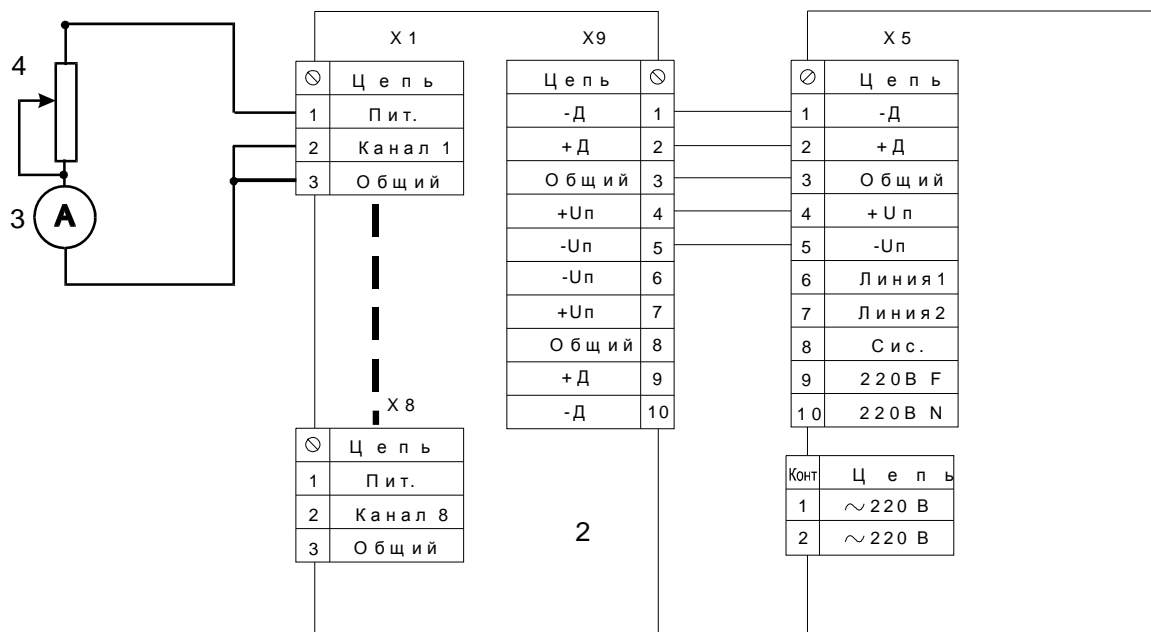 4
3
А
X 1
Цепь
1 Пит.
2 Канал 1
3 Общий
X 8
Цепь
1 Пит.
2 Канал 8
3 Общий
2
X9
Цепь
-Д 1
+Д 2
Общий 3
+Uп 4
-Uп 5
-Uп 6
+Uп 7
Общий 8
+Д 9
-Д 10
X 5
Цепь
1 -Д
2 +Д
3 Общий
4 +Uп
5 -Uп
6 Линия1
7 Линия2
8 Сис.
9 220В F
10 220В N
Конт Цепь
1 ~220 В
2 ~220 В